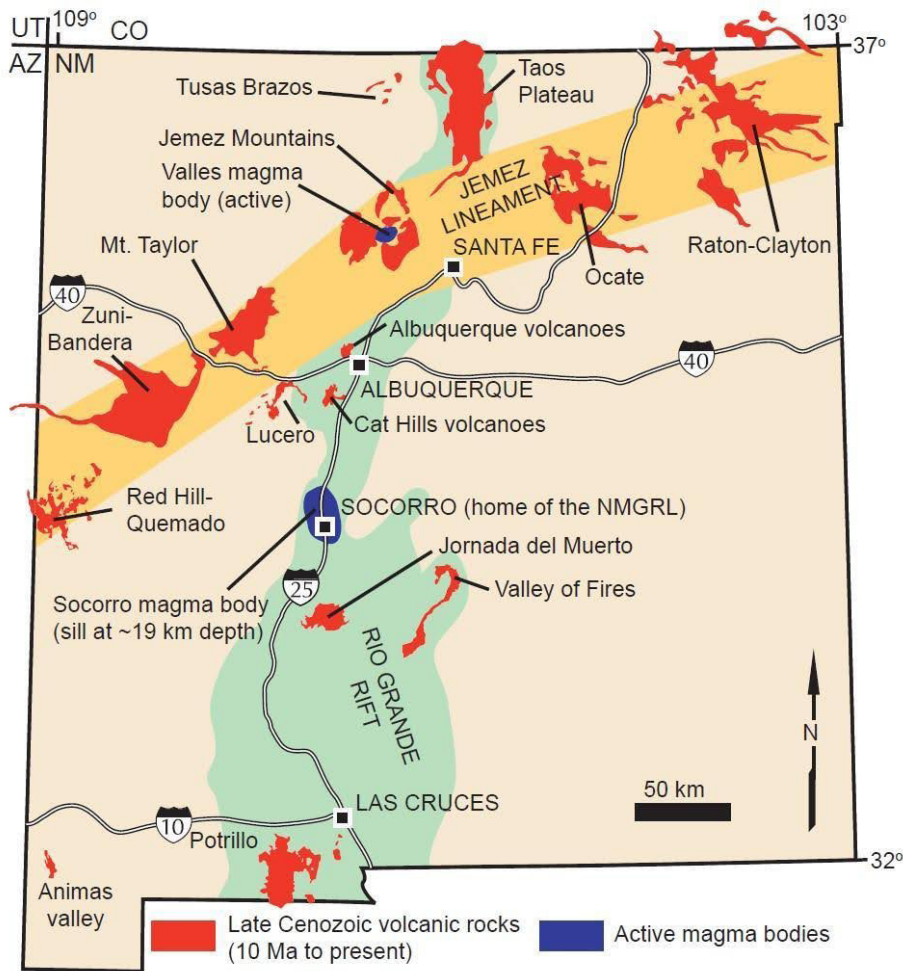 UT
109°
CO
103°
37°
AZ
NM
Tusas Brazos
Taos
Plateau
Jemez Mountains
Valles magma
body (active)
JEMEZ
LINEAMENT
Mt. Taylor
SANTA FE
Ocate
Raton-Clayton
40
Zuni-
Bandera
Albuquerque volcanoes
40
ALBUQUERQUE
Lucero
Cat Hills volcanoes
Red Hill-
Quemado
SOCORRO (home of the NMGRL)
Jornada del Muerto
Valley of Fires
25
Socorro magma body
(sill at ~19 km depth)
RIO GRANDE
RIFT
N
50 km
LAS CRUCES
10
Potrillo
32°
Animas
valley
Late Cenozoic volcanic rocks
(10 Ma to present)
Active magma bodies